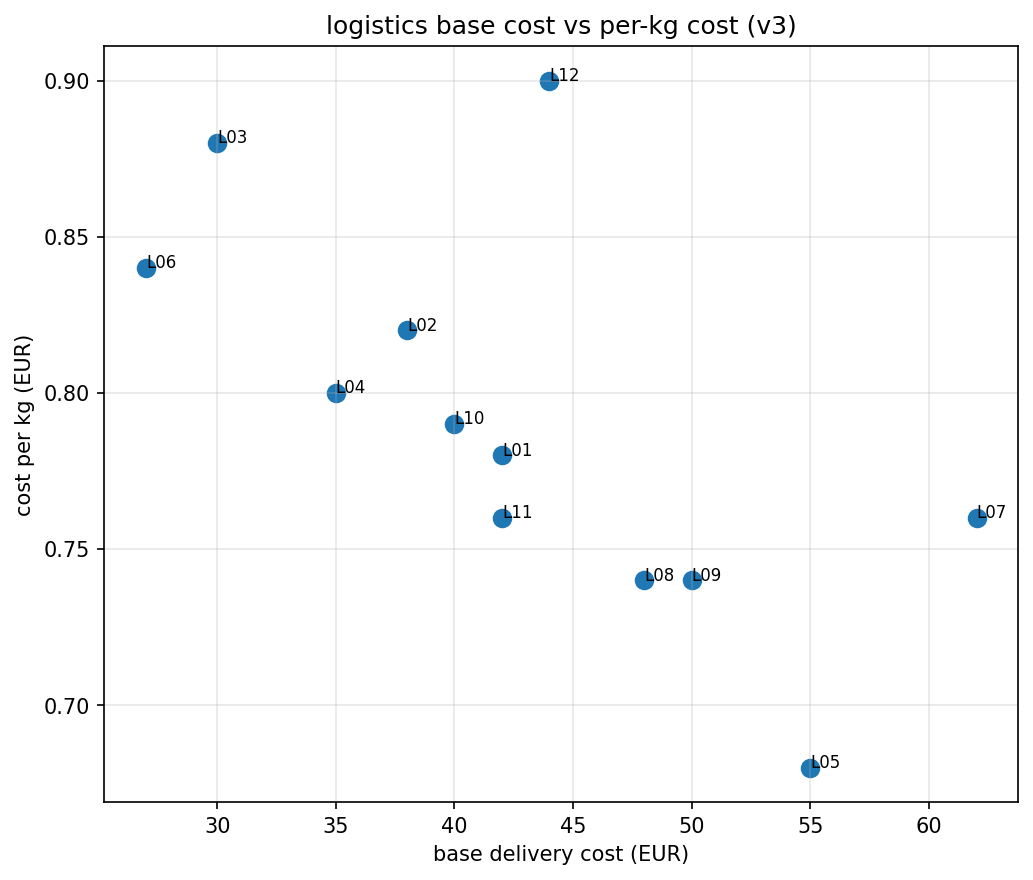 logistics base cost vs per-kg cost (v3)
0.90
0.85
0.80
0.75
0.70
cost per kg (EUR)
L12
L03
L06
L02
L04
L10
L01
L11
L07
L08
L09
L05
30
35
40
45
50
55
60
base delivery cost (EUR)